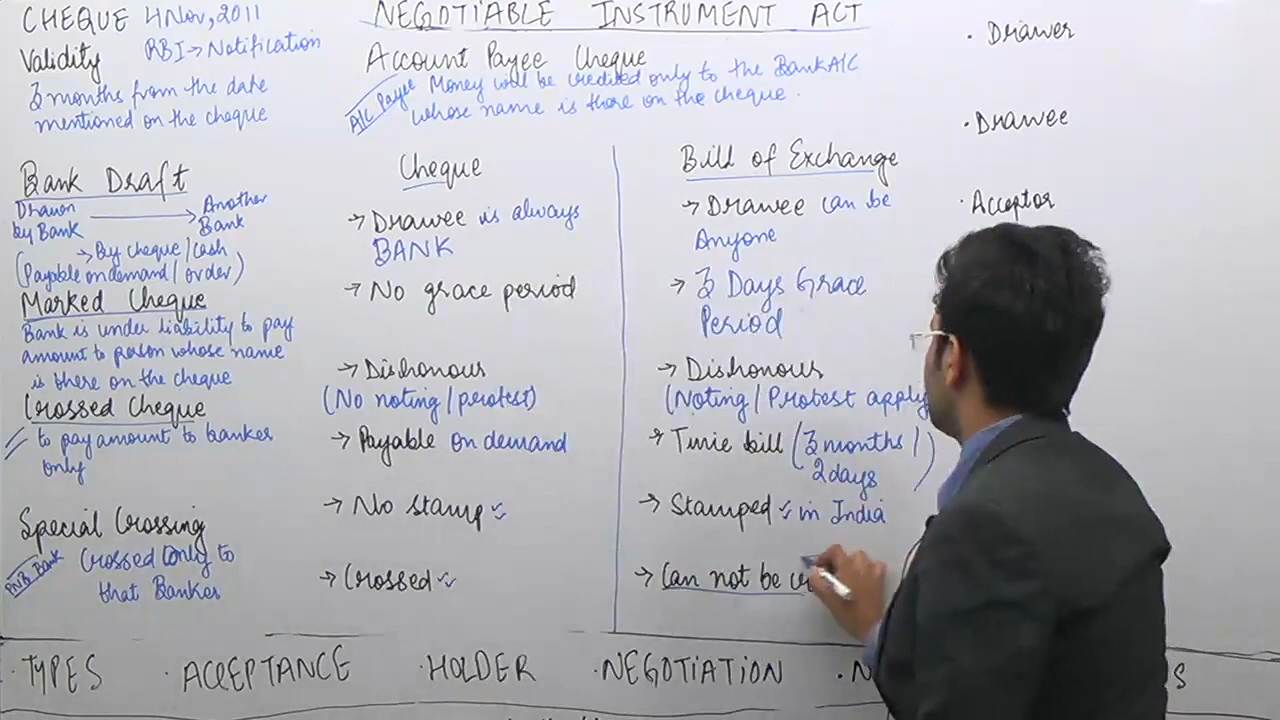 NEGOTIABLE INSTRUMENT ACT
CHEQUE 4 Nov, 2011
Validity RBI → Notification
3 months from the date
mentioned on the cheque
Account Payee Cheque
A/C Payee Money will be credited only to the Bank A/C
whose name is there on the cheque.
Bank Draft
Drawn → Another
by Bank Bank
→ By cheque/cash
(Payable on demand/order)
Marked Cheque
Bank is under liability to pay
amount to person whose name
is there on the cheque
Crossed Cheque
to pay amount to banker
only
Special Crossing
PNB Bank Crossed Only to
that Banker
Cheque
→ Drawee is always
BANK
→ No grace period
→ Dishonour
(No noting/protest)
→ Payable on demand
→ No stamp
→ Crossed
Bill of Exchange
→ Drawee can be
Anyone
→ 3 Days Grace
Period
→ Dishonour
(Noting/Protest apply
→ Time bill (3 months/
2 days)
→ Stamped in India
→ Can not be
• Drawer
• Drawee
• Acceptor
• TYPES • ACCEPTANCE • HOLDER • NEGOTIATION